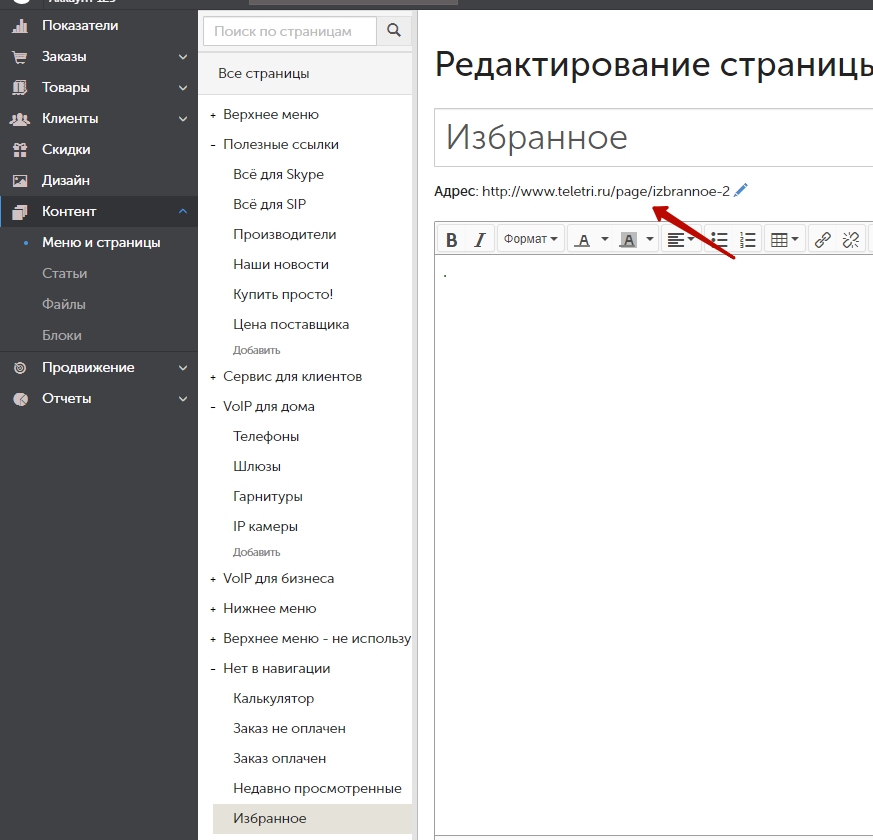 Показатели
Заказы
Товары
Клиенты
Скидки
Дизайн
Контент
Меню и страницы
Статьи
Файлы
Блоки
Продвижение
Отчеты
Поиск по страницам
Все страницы
+ Верхнее меню
- Полезные ссылки
Всё для Skype
Всё для SIP
Производители
Наши новости
Купить просто!
Цена поставщика
Добавить
+ Сервис для клиентов
- VoIP для дома
Телефоны
Шлюзы
Гарнитуры
IP камеры
Добавить
+ VoIP для бизнеса
+ Нижнее меню
+ Верхнее меню - не использу
- Нет в навигации
Калькулятор
Заказ не оплачен
Заказ оплачен
Недавно просмотренные
Избранное
Редактирование страницы
Избранное
Адрес: http://www.teletri.ru/page/izbrannoe-2
B I Формат A A
.